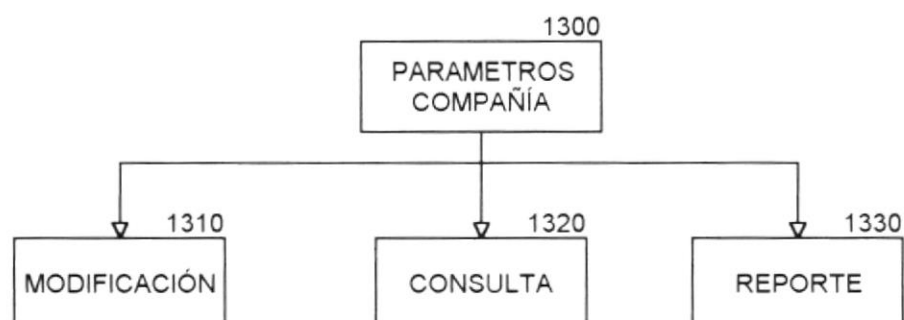 1300
PARAMETROS
COMPAÑÍA
1310
1320
1330
MODIFICACIÓN
CONSULTA
REPORTE